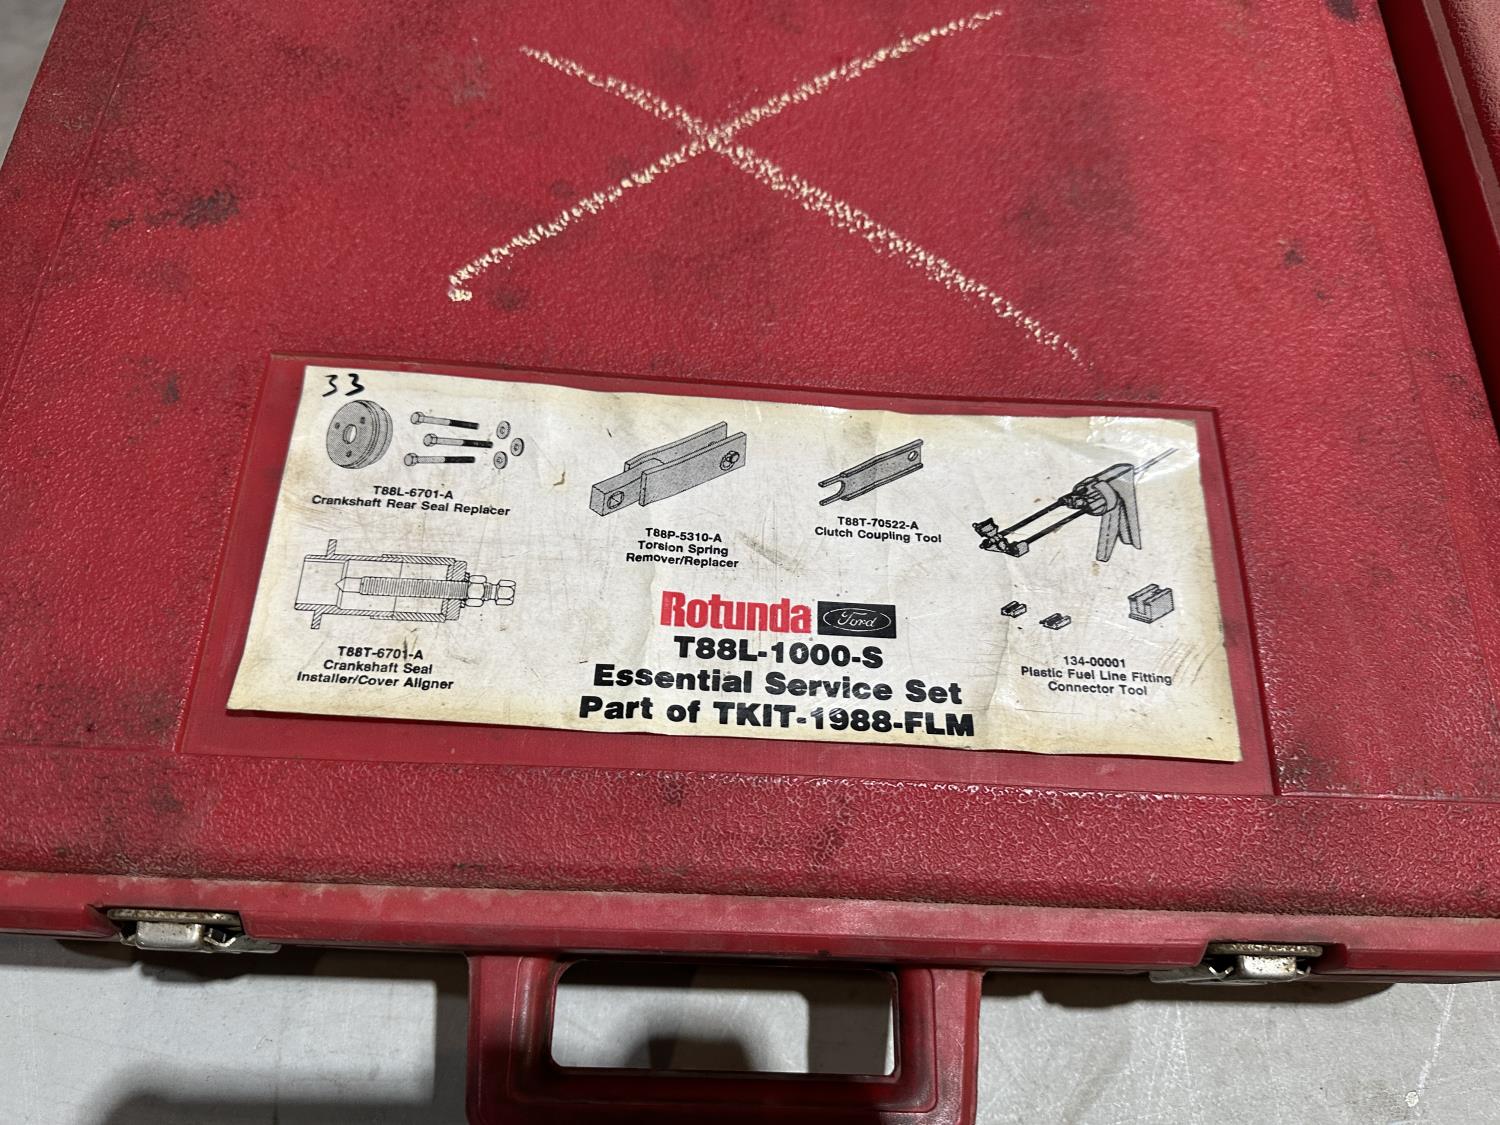 33
T88L-6701-A
Crankshaft Rear Seal Replacer
T88P-5310-A
Torsion Spring
Remover/Replacer
T88T-70522-A
Clutch Coupling Tool
T88T-6701-A
Crankshaft Seal
Installer/Cover Aligner
Rotunda Ford
T88L-1000-S
Essential Service Set
Part of TKIT-1988-FLM
134-00001
Plastic Fuel Line Fitting
Connector Tool